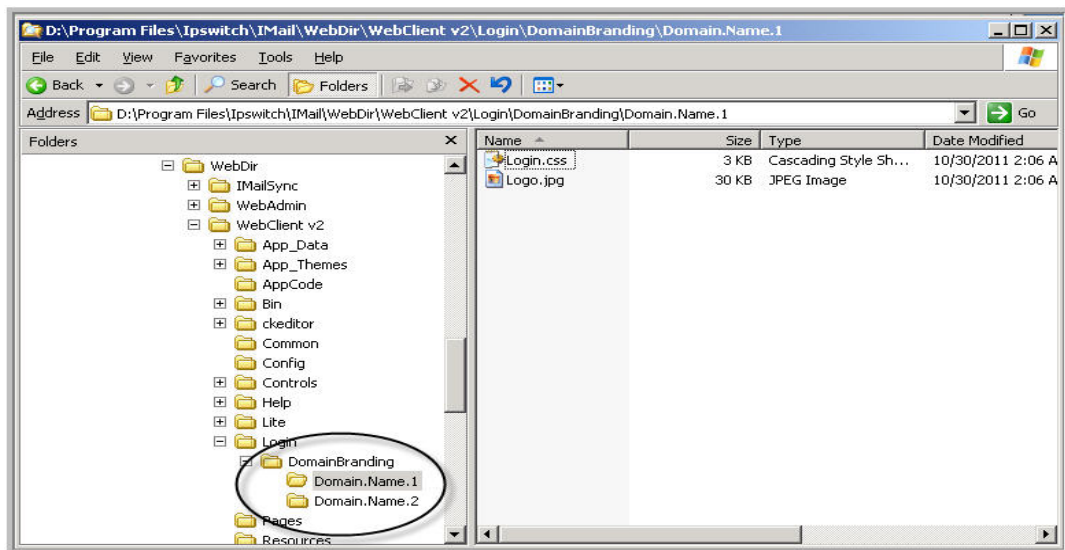 D:\Program Files\Ipswitch\IMail\WebDir\WebClient v2\Login\DomainBranding\Domain.Name.1
File Edit View Favorites Tools Help
Back Search Folders
Address D:\Program Files\Ipswitch\IMail\WebDir\WebClient v2\Login\DomainBranding\Domain.Name.1 Go
Folders
Name Size Type Date Modified
Login.css 3 KB Cascading Style Sh... 10/30/2011 2:06 A
Logo.jpg 30 KB JPEG Image 10/30/2011 2:06 A
WebDir
IMailSync
WebAdmin
WebClient v2
App_Data
App_Themes
AppCode
Bin
ckeditor
Common
Config
Controls
Help
Lite
Login
DomainBranding
Domain.Name.1
Domain.Name.2
Pages
Resources